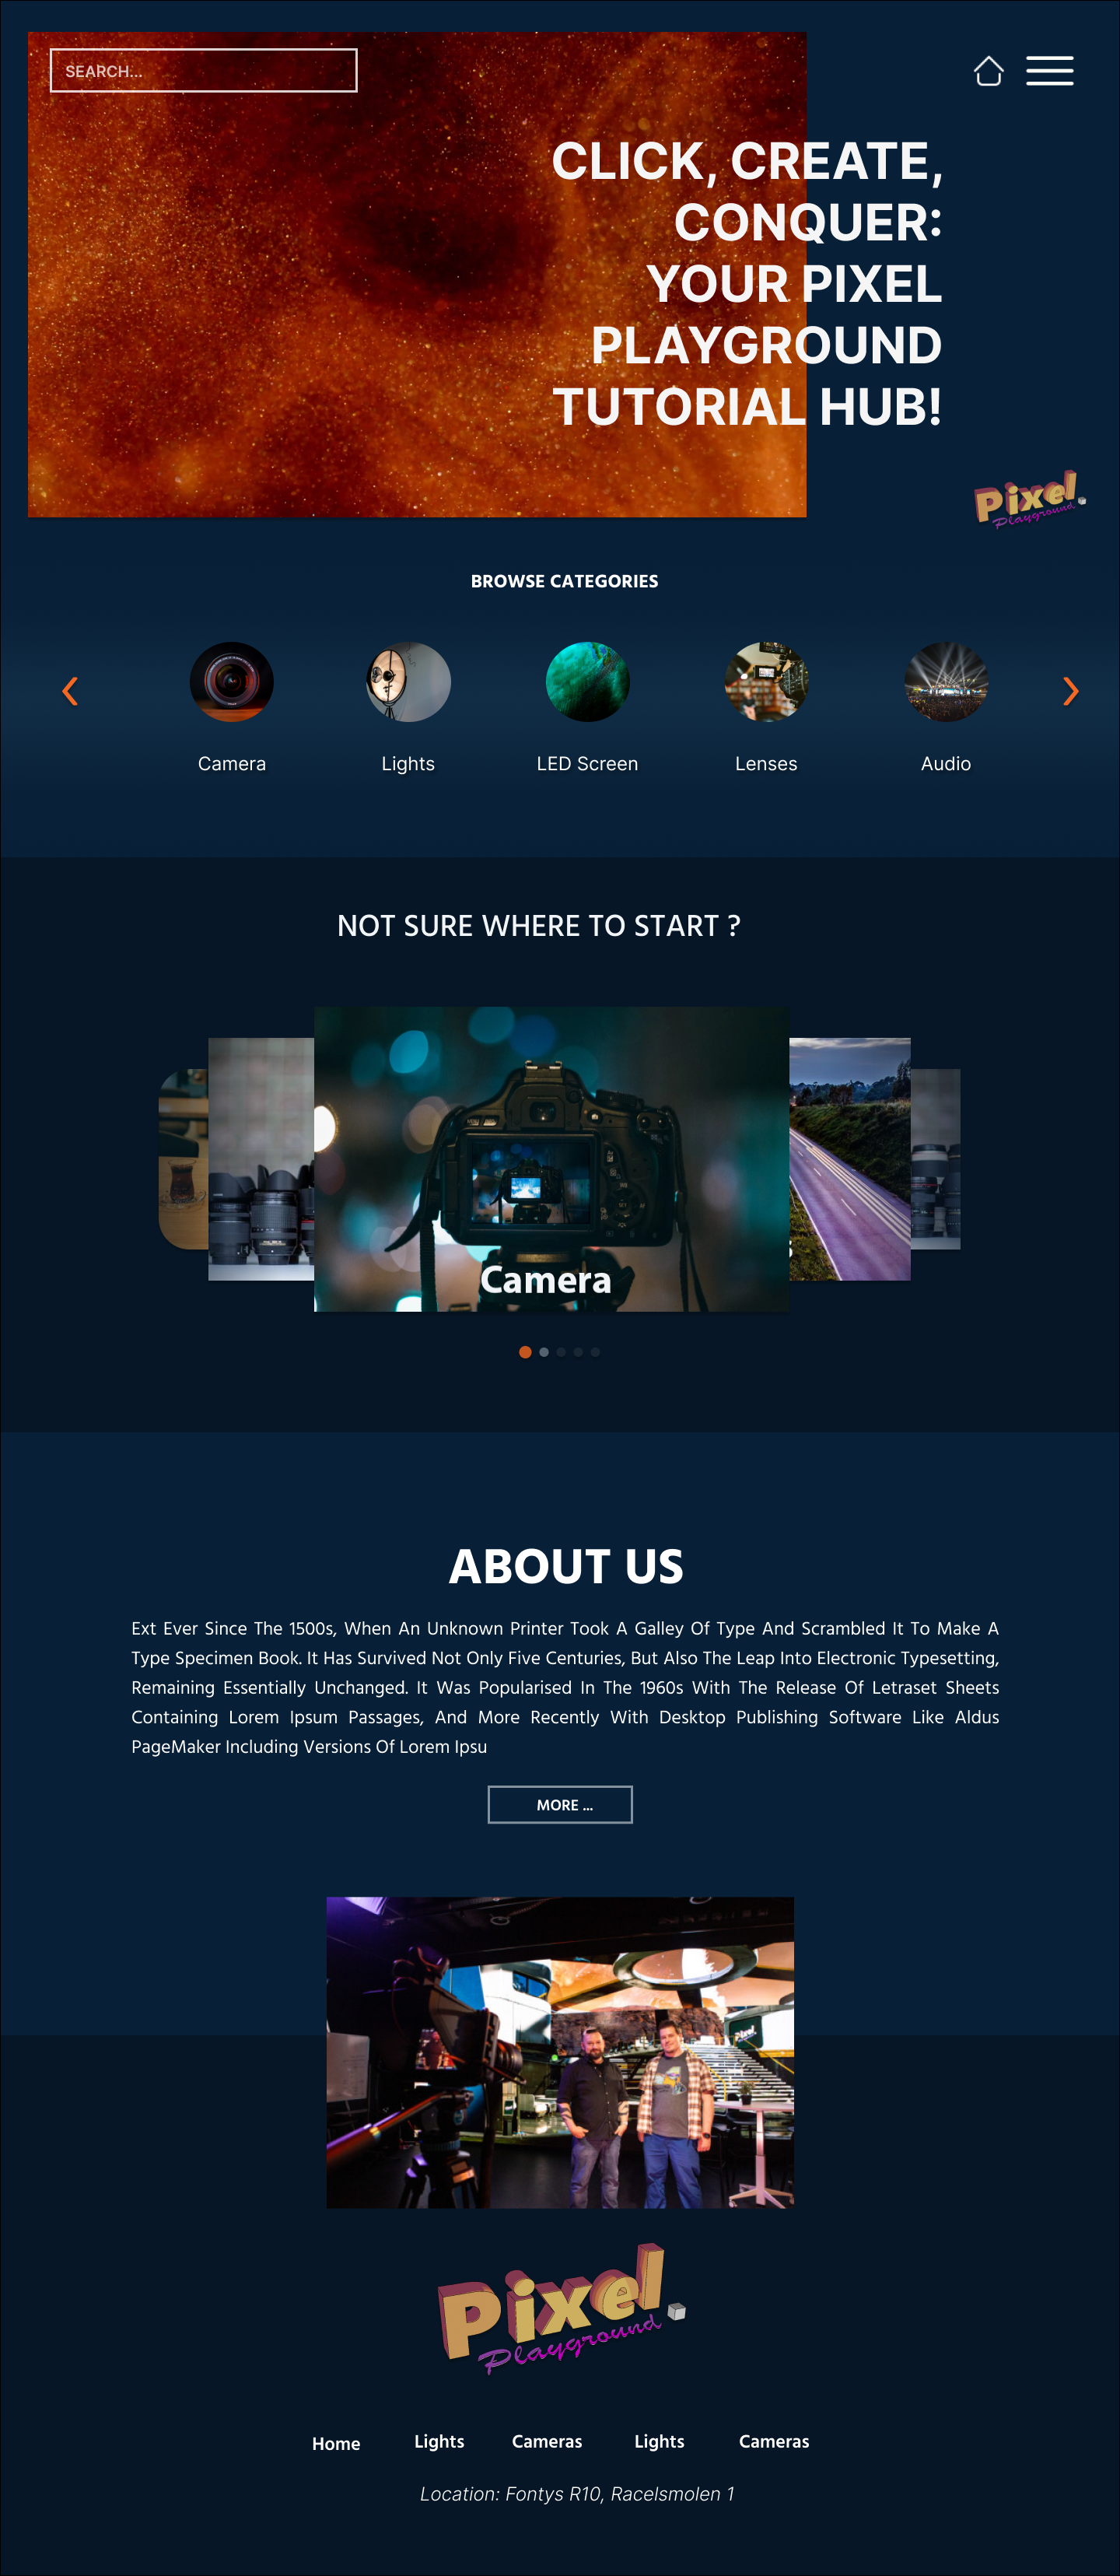 SEARCH...
CLICK, CREATE,
CONQUER:
YOUR PIXEL
PLAYGROUND
TUTORIAL HUB!
Pixel
Playground
BROWSE CATEGORIES
Camera
Lights
LED Screen
Lenses
Audio
NOT SURE WHERE TO START ?
Camera
ABOUT US
Ext Ever Since The 1500s, When An Unknown Printer Took A Galley Of Type And Scrambled It To Make A
Type Specimen Book. It Has Survived Not Only Five Centuries, But Also The Leap Into Electronic Typesetting,
Remaining Essentially Unchanged. It Was Popularised In The 1960s With The Release Of Letraset Sheets
Containing Lorem Ipsum Passages, And More Recently With Desktop Publishing Software Like Aldus
PageMaker Including Versions Of Lorem Ipsu
MORE ...
Pixel
Pixel
Playground
Home
Lights
Cameras
Lights
Cameras
Location: Fontys R10, Racelsmolen 1